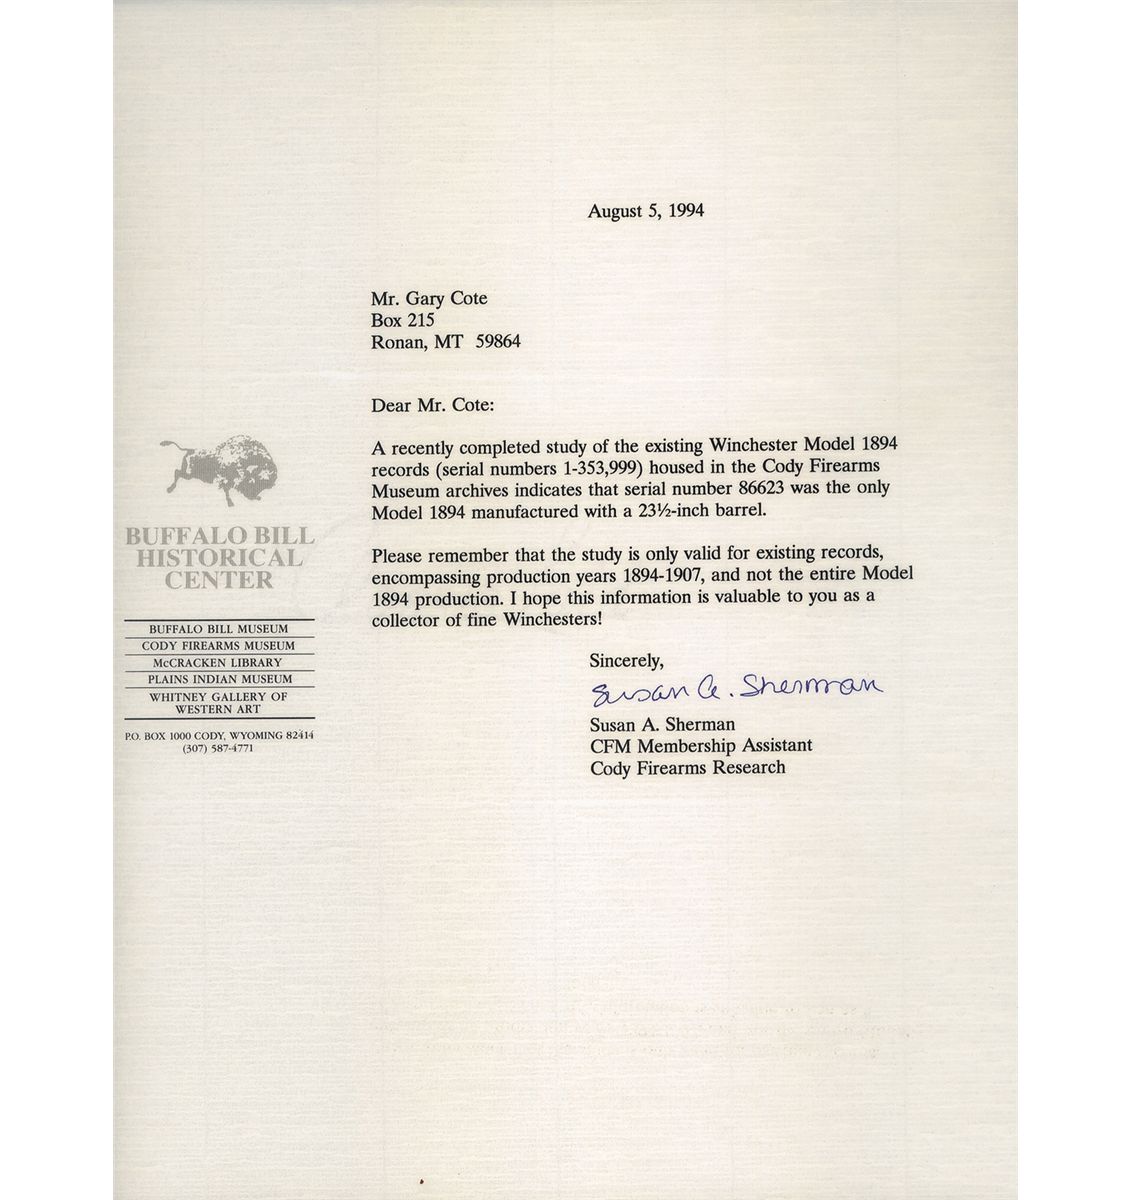 August 5, 1994
Mr. Gary Cote
Box 215
Ronan, MT 59864
Dear Mr. Cote:
A recently completed study of the existing Winchester Model 1894
records (serial numbers 1-353,999) housed in the Cody Firearms
Museum archives indicates that serial number 86623 was the only
Model 1894 manufactured with a 23½-inch barrel.
Please remember that the study is only valid for existing records,
encompassing production years 1894-1907, and not the entire Model
1894 production. I hope this information is valuable to you as a
collector of fine Winchesters!
Sincerely,
Susan A. Sherman
Susan A. Sherman
CFM Membership Assistant
Cody Firearms Research
BUFFALO BILL
HISTORICAL
CENTER
BUFFALO BILL MUSEUM
CODY FIREARMS MUSEUM
McCRACKEN LIBRARY
PLAINS INDIAN MUSEUM
WHITNEY GALLERY OF
WESTERN ART
P.O. BOX 1000 CODY, WYOMING 82414
(307) 587-4771